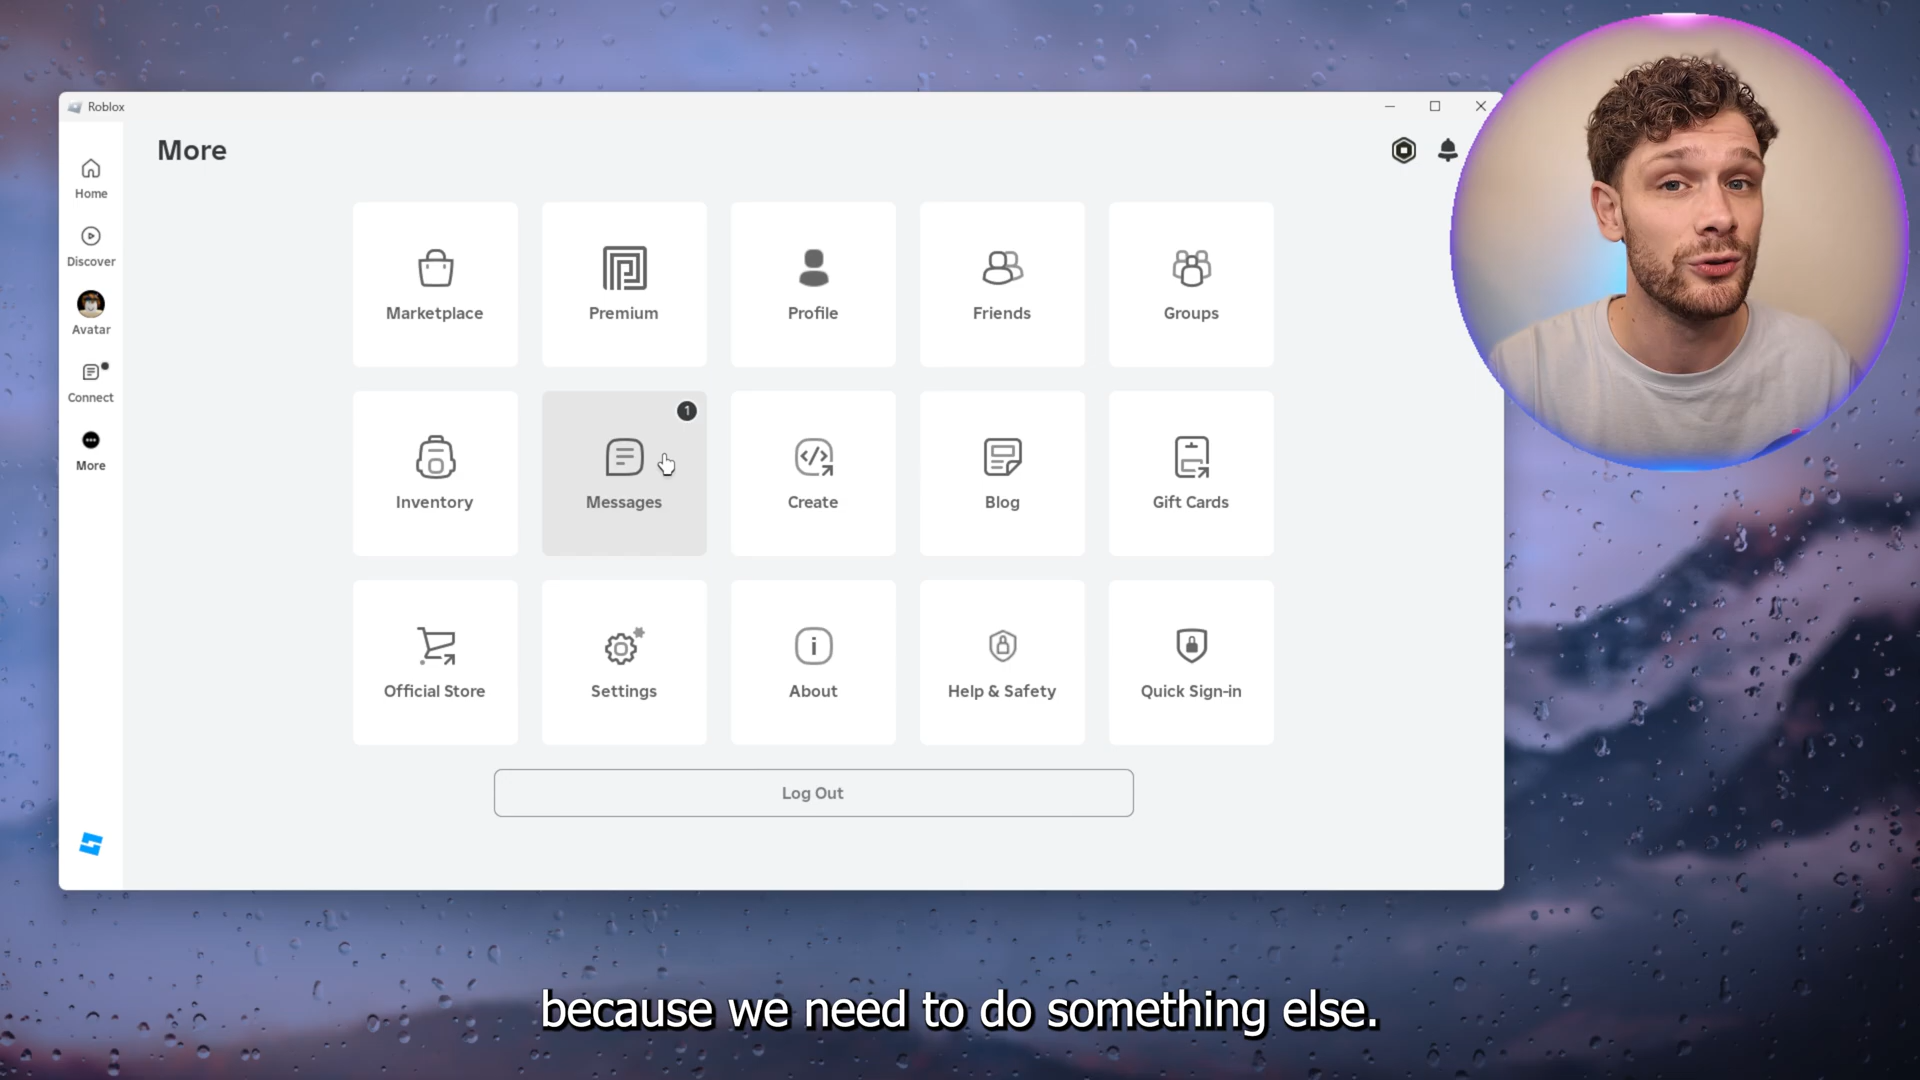 Roblox
More
Home
Discover
Avatar
Connect
More
Marketplace
Premium
Profile
Friends
Groups
1
Inventory
Messages
Create
Blog
Gift Cards
Official Store
Settings
About
Help & Safety
Quick Sign-in
Log Out
because we need to do something else.